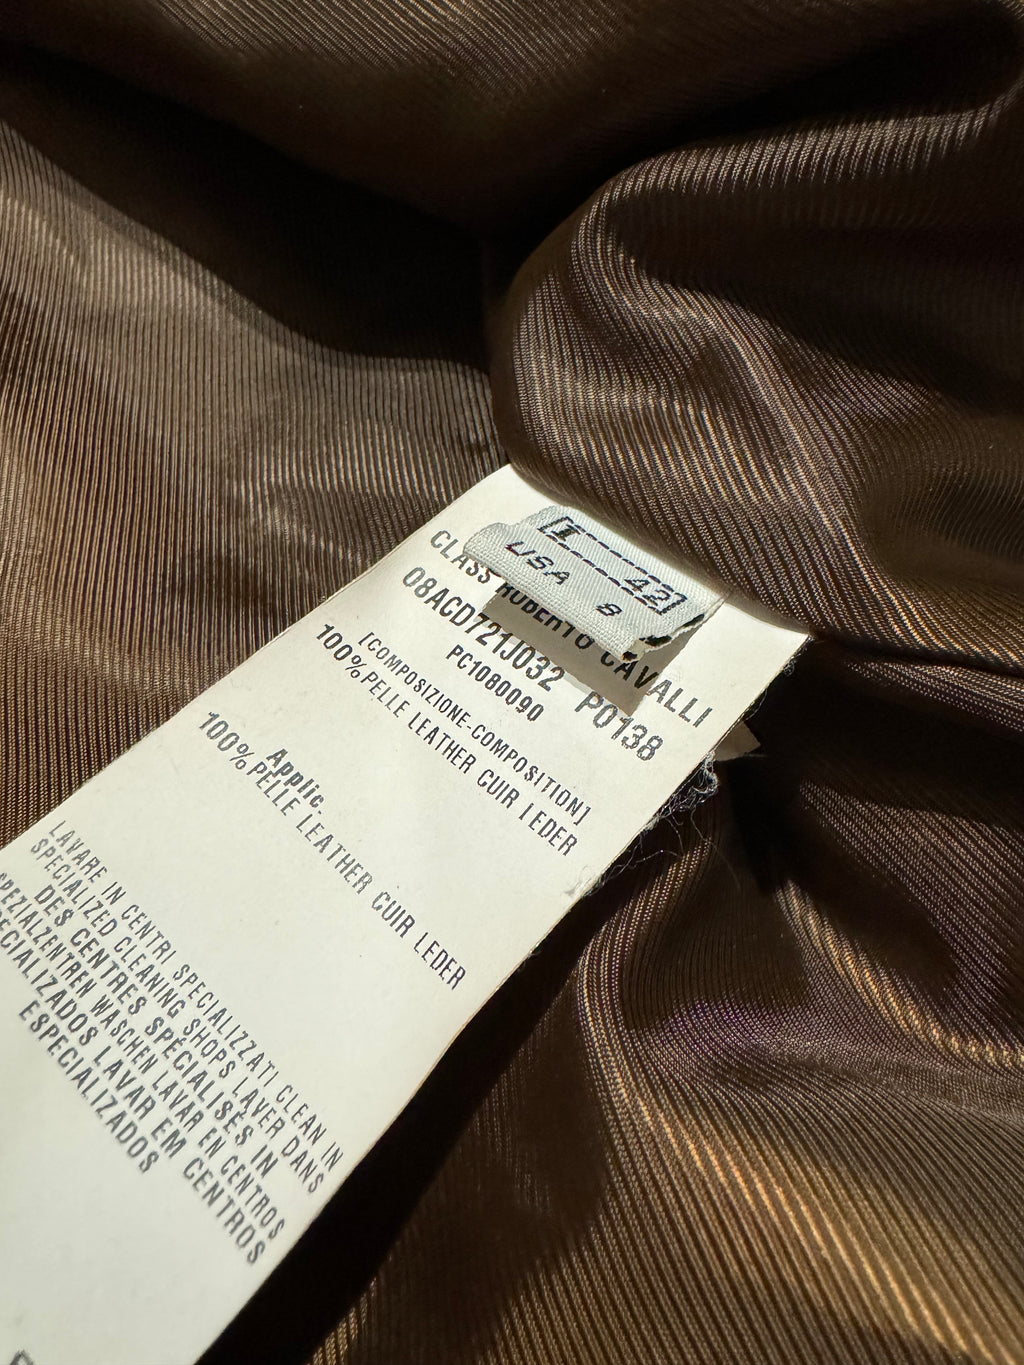 I 42
USA 8
CLASS ROBERTO CAVALLI
08ACD721J032 P0138
PC1080090
[COMPOSIZIONE-COMPOSITION]
100%PELLE LEATHER CUIR LEDER
Applic.
100%PELLE LEATHER CUIR LEDER
LAVARE IN CENTRI SPECIALIZZATI CLEAN IN
SPECIALIZED CLEANING SHOPS LAVER DANS
DES CENTRES SPÉCIALISÉS IN
SPEZIALZENTREN WASCHEN LAVAR EN CENTROS
ESPECIALIZADOS LAVAR EM CENTROS
ESPECIALIZADOS